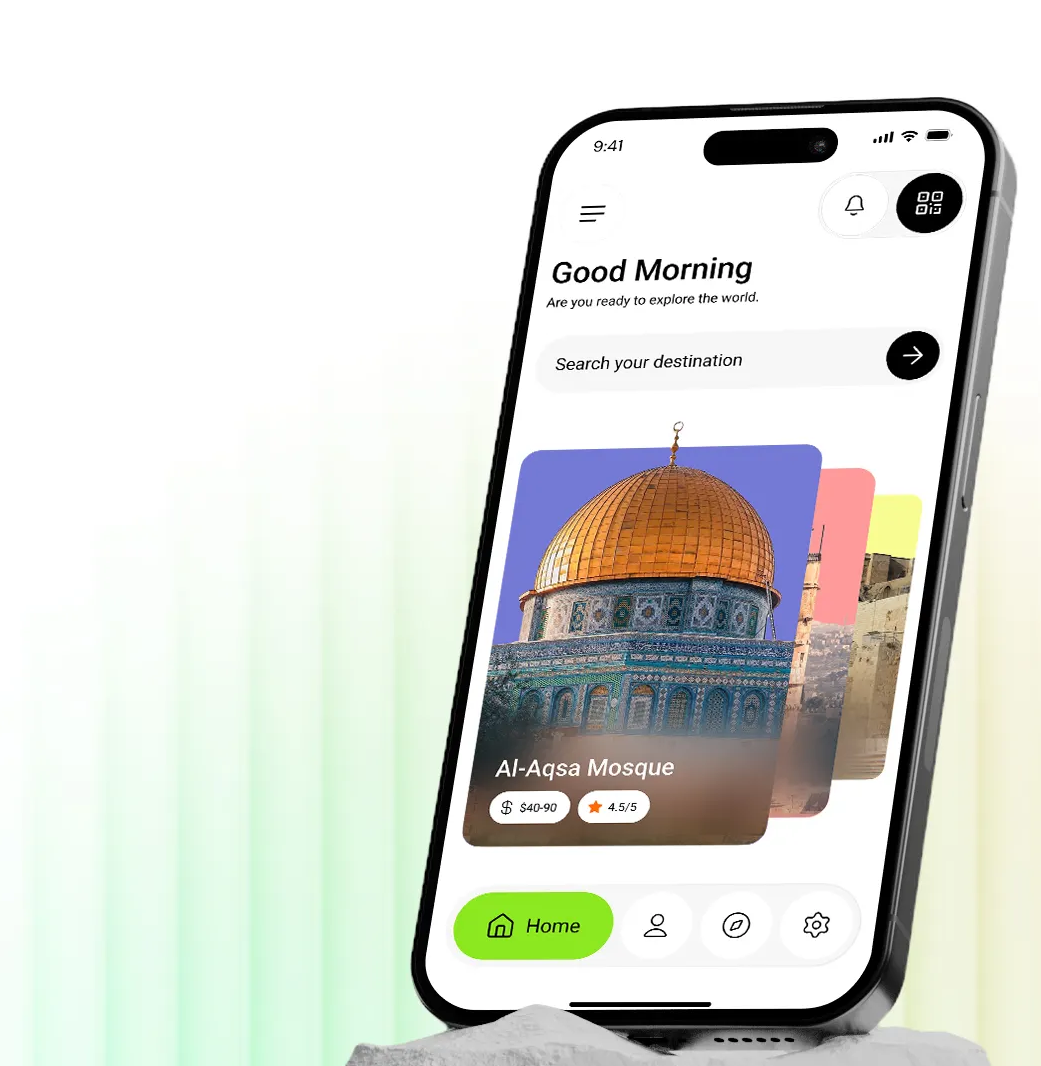 9:41
Good Morning
Are you ready to explore the world.
Search your destination
Al-Aqsa Mosque
$40-90
4.5/5
Home